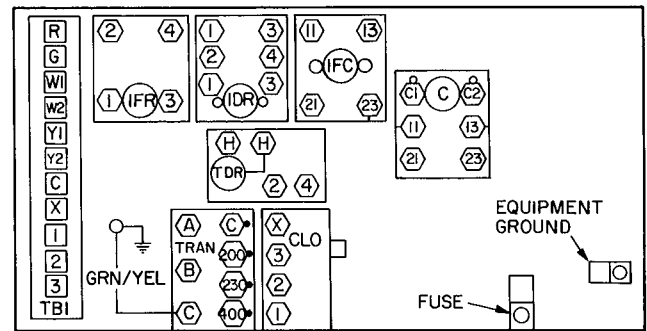 R
G
W1
W2
Y1
Y2
C
X
1
2
3
TB1
2 4
1 IFR 3
1 3
2 4
1 3
IDR
11 13
IFC
21 23
C1 C C2
11 13
21 23
H H
TDR
2 4
GRN/YEL
A C
TRAN 200
B 230
C 400
X
CLO
3
2
1
EQUIPMENT
GROUND
FUSE